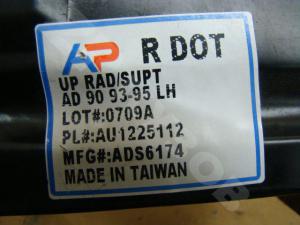 AP R DOT
UP RAD/SUPT
AD 90 93-95 LH
LOT#:0709A
PL#:AU1225112
MFG#:ADS6174
MADE IN TAIWAN